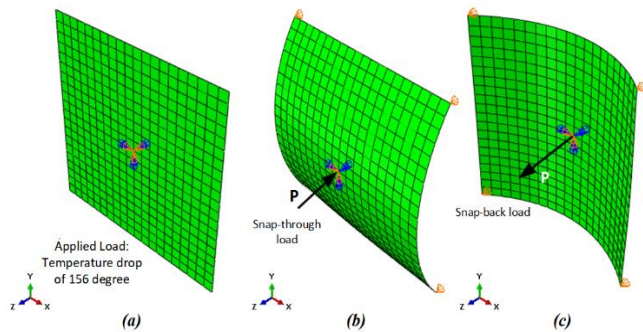 Applied Load:
Temperature drop
of 156 degree
Y
Z
X
(a)
P
Snap-through
load
Y
Z
X
(b)
P
Snap-back load
Y
Z
X
(c)